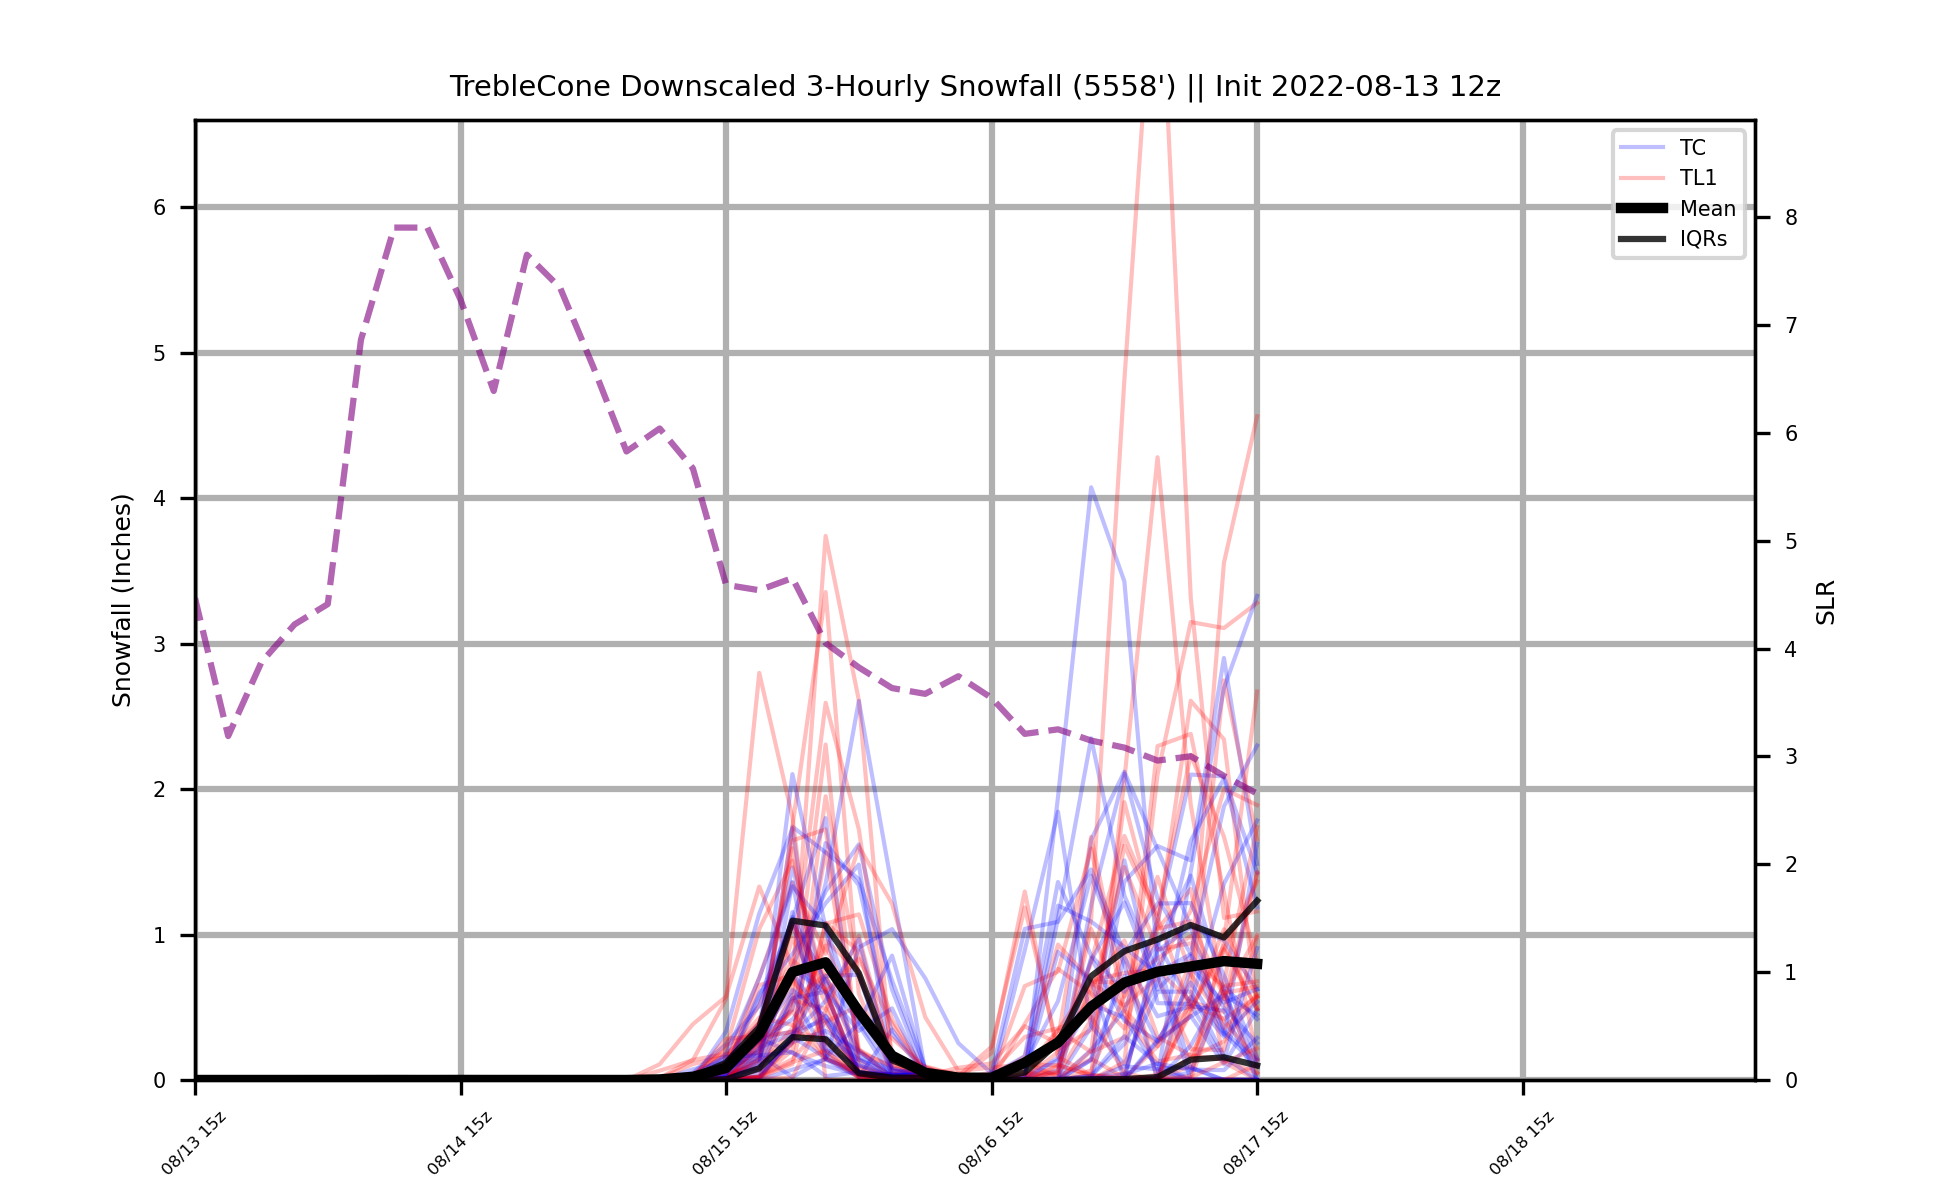 TrebleCone Downscaled 3-Hourly Snowfall (5558') || Init 2022-08-13 12z
TC
TL1
Mean
IQRs
Snowfall (Inches)
6
5
4
3
2
1
0
8
7
6
5
4
3
2
1
0
SLR
08/13 15z
08/14 15z
08/15 15z
08/16 15z
08/17 15z
08/18 15z